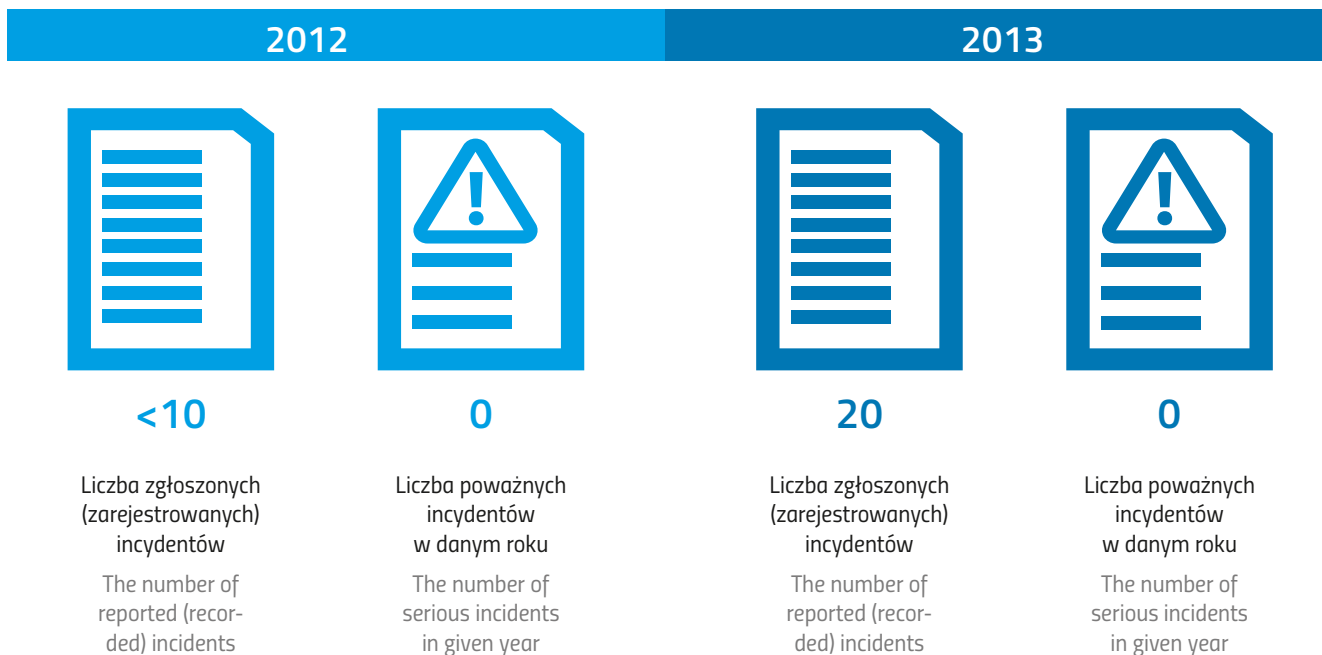 2012
2013
<10
Liczba zgłoszonych
(zarejestrowanych)
incydentów
The number of
reported (recor-
ded) incidents
0
Liczba poważnych
incydentów
w danym roku
The number of
serious incidents
in given year
20
Liczba zgłoszonych
(zarejestrowanych)
incydentów
The number of
reported (recor-
ded) incidents
0
Liczba poważnych
incydentów
w danym roku
The number of
serious incidents
in given year